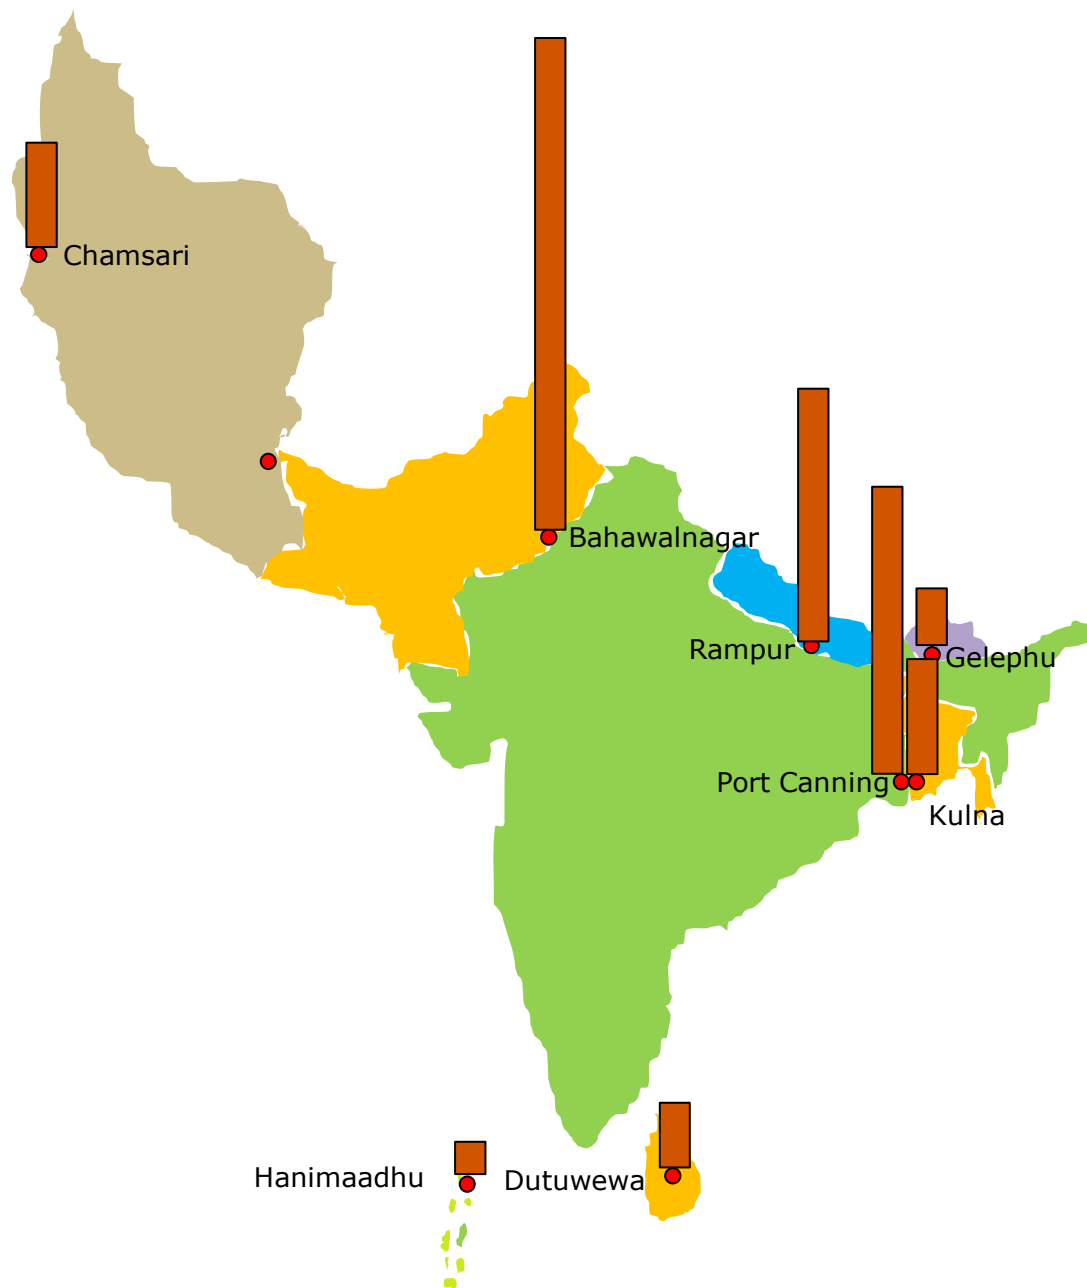 Chamsari
Bahawalnagar
Rampur
Gelephu
Port Canning
Kulna
Hanimaadhu
Dutuwewa